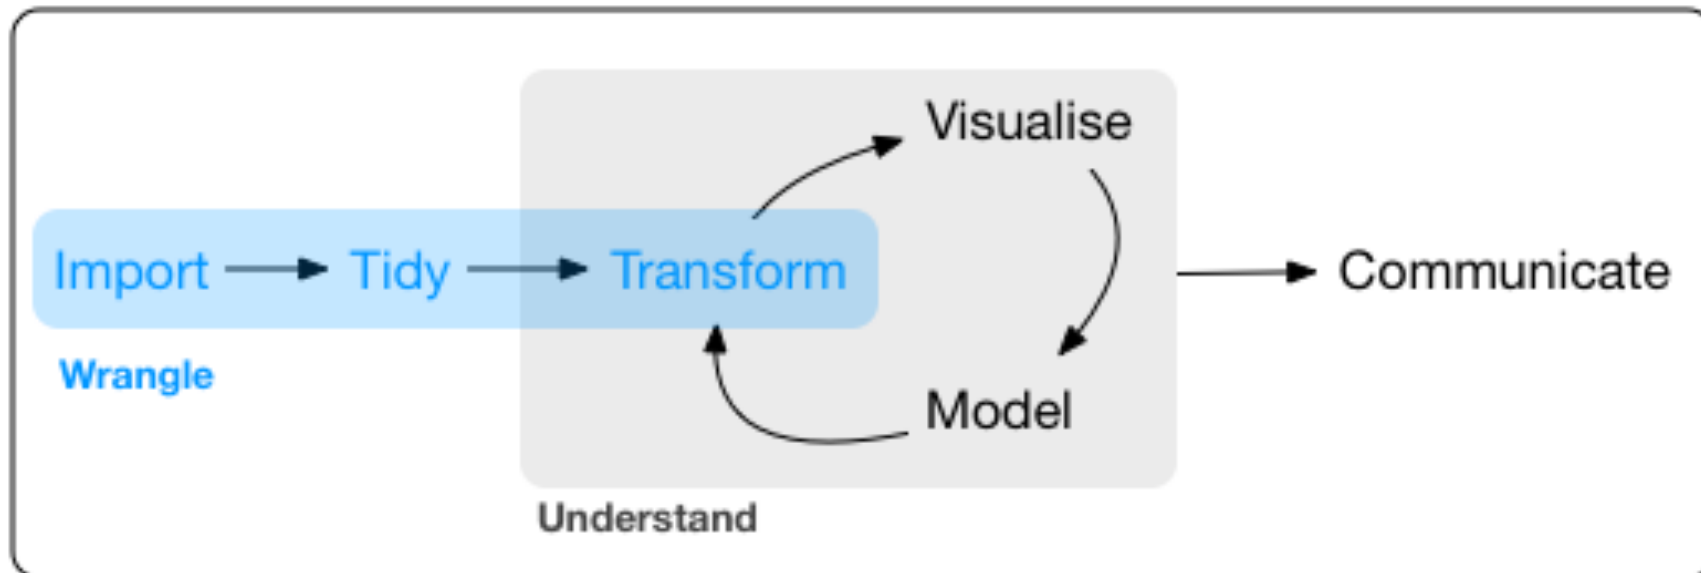 Visualise
Import Tidy Transform Communicate
Wrangle
Model
Understand